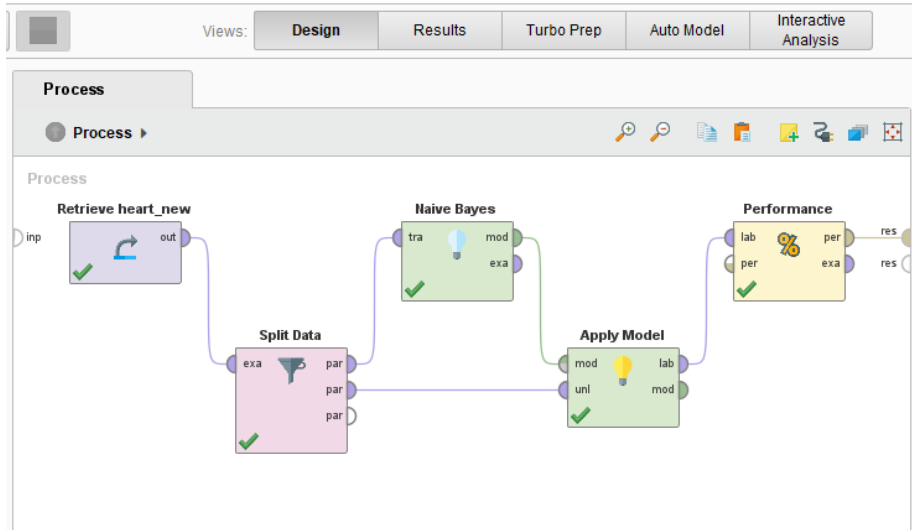 Views:
Design
Results
Turbo Prep
Auto Model
Interactive
Analysis
Process
Process
Process
inp
Retrieve heart_new
out
Split Data
exa
par
par
par
Naive Bayes
tra
mod
exa
Apply Model
mod
lab
unl
mod
Performance
%
lab
per
per
exa
res
res